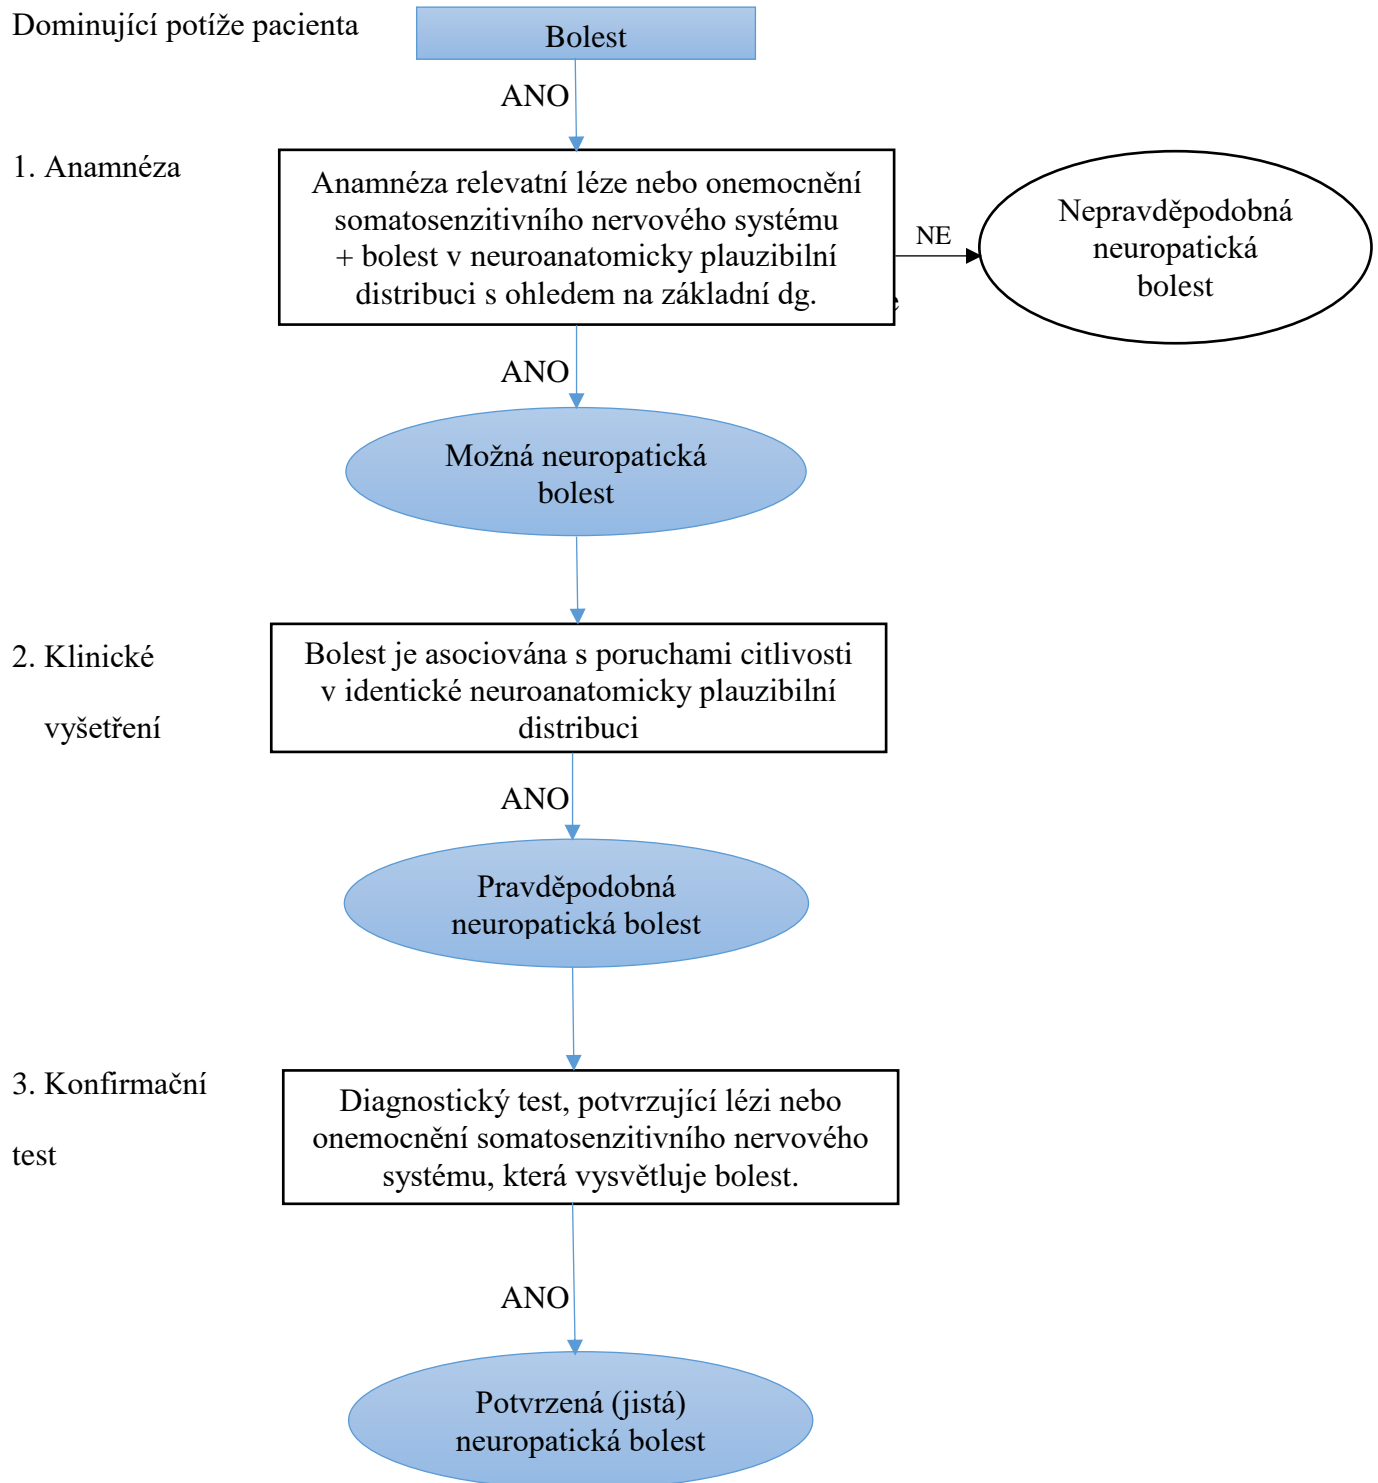 Dominující potíže pacienta
Bolest
ANO
1. Anamnéza
Anamnéza relevatní léze nebo onemocnění
somatosenzitivního nervového systému
+ bolest v neuroanatomicky plauzibilní
distribuci s ohledem na základní dg.
NE
Nepravděpodobná
neuropatická
bolest
ANO
Možná neuropatická
bolest
2. Klinické
vyšetření
Bolest je asociována s poruchami citlivosti
v identické neuroanatomicky plauzibilní
distribuci
ANO
Pravděpodobná
neuropatická bolest
3. Konfirmační
test
Diagnostický test, potvrzující lézi nebo
onemocnění somatosenzitivního nervového
systému, která vysvětluje bolest.
ANO
Potvrzená (jistá)
neuropatická bolest